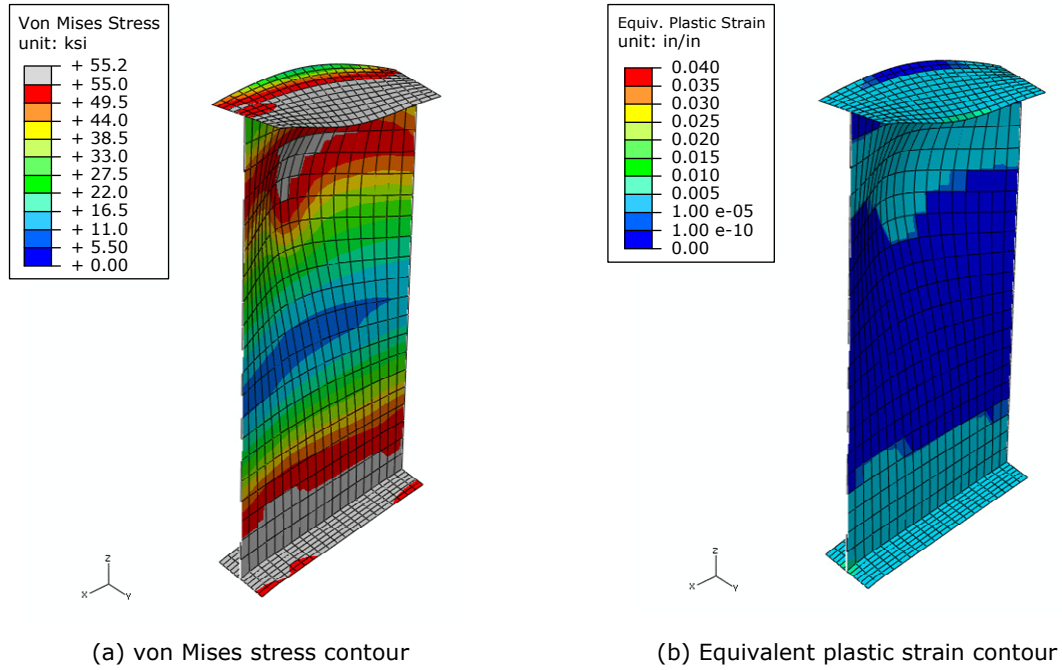 Von Mises Stress
unit: ksi
+ 55.2
+ 55.0
+ 49.5
+ 44.0
+ 38.5
+ 33.0
+ 27.5
+ 22.0
+ 16.5
+ 11.0
+ 5.50
+ 0.00
z
x
Y
(a) von Mises stress contour
Equiv. Plastic Strain
unit: in/in
0.040
0.035
0.030
0.025
0.020
0.015
0.010
0.005
1.00 e-05
1.00 e-10
0.00
z
x
Y
(b) Equivalent plastic strain contour